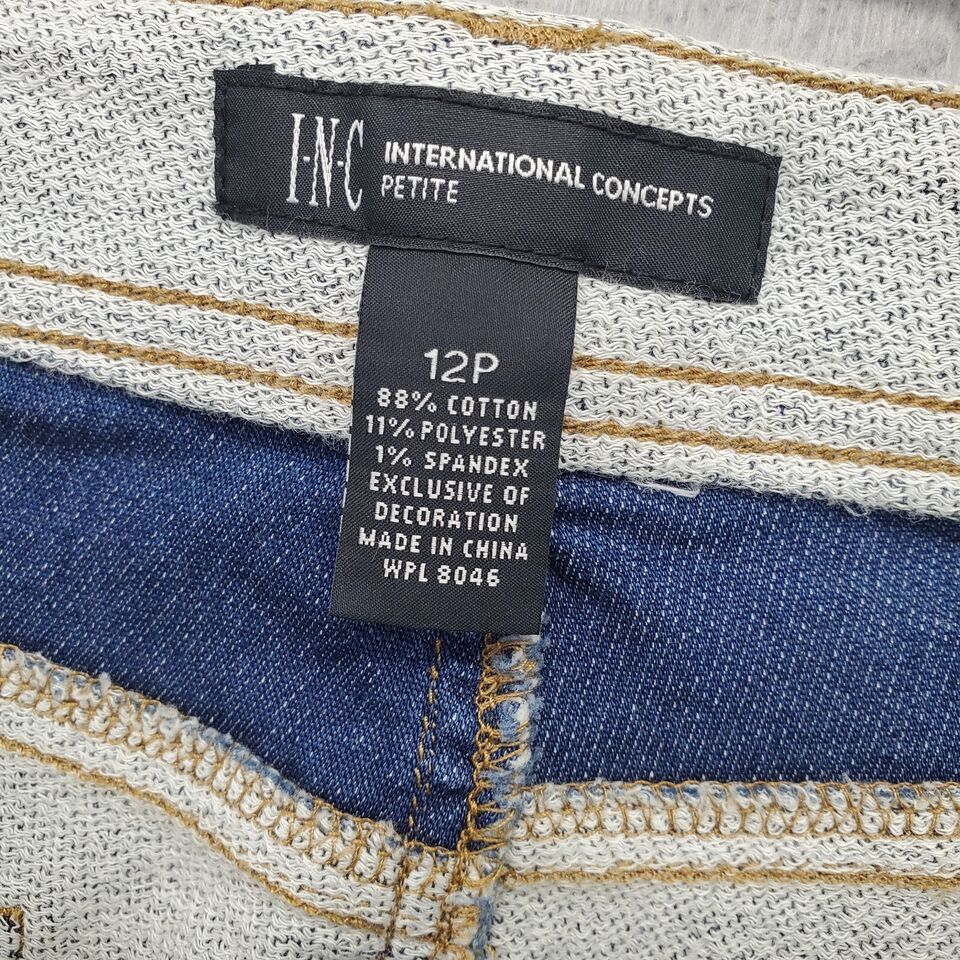 I·N·C INTERNATIONAL CONCEPTS
PETITE
12P
88% COTTON
11% POLYESTER
1% SPANDEX
EXCLUSIVE OF
DECORATION
MADE IN CHINA
WPL 8046